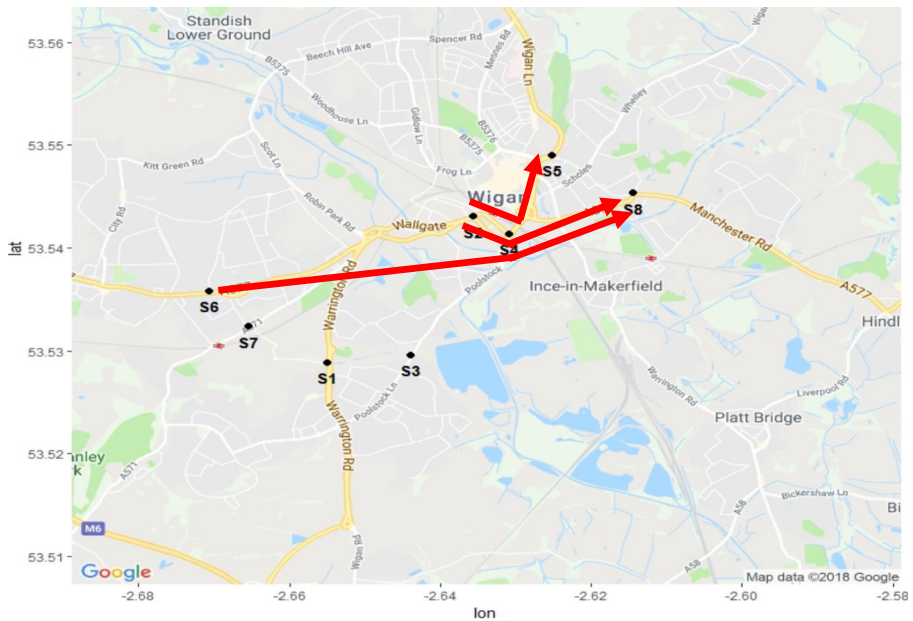 Standish
Lower Ground
Spencer Rd
Beech Hill Ave
B5375
Mesnes Rd
Wigan Ln
53.56
Woodhouse Ln
Gidlow Ln
B5376
Whelley
B5375
53.55
Kitt Green Rd
Scot Ln
Frog Ln
S5
Scholes
City Rd
Robin Park Rd
Wigan
S8
Wallgate
S2
Manchester Rd
53.54
S4
lat
Poolstock
Ince-in-Makerfield
A577
S6
Warrington Rd
A571
Hindl
53.53
S7
S1
S3
Poolstock Ln
Warrington Rd
Liverpool Rd
Platt Bridge
Warrington Rd
53.52
A571
A58
Bickershaw Ln
Bi
M6
A58
53.51
Wigan Rd
Google
Map data ©2018 Google
-2.68
-2.66
-2.64
-2.62
-2.60
-2.58
lon